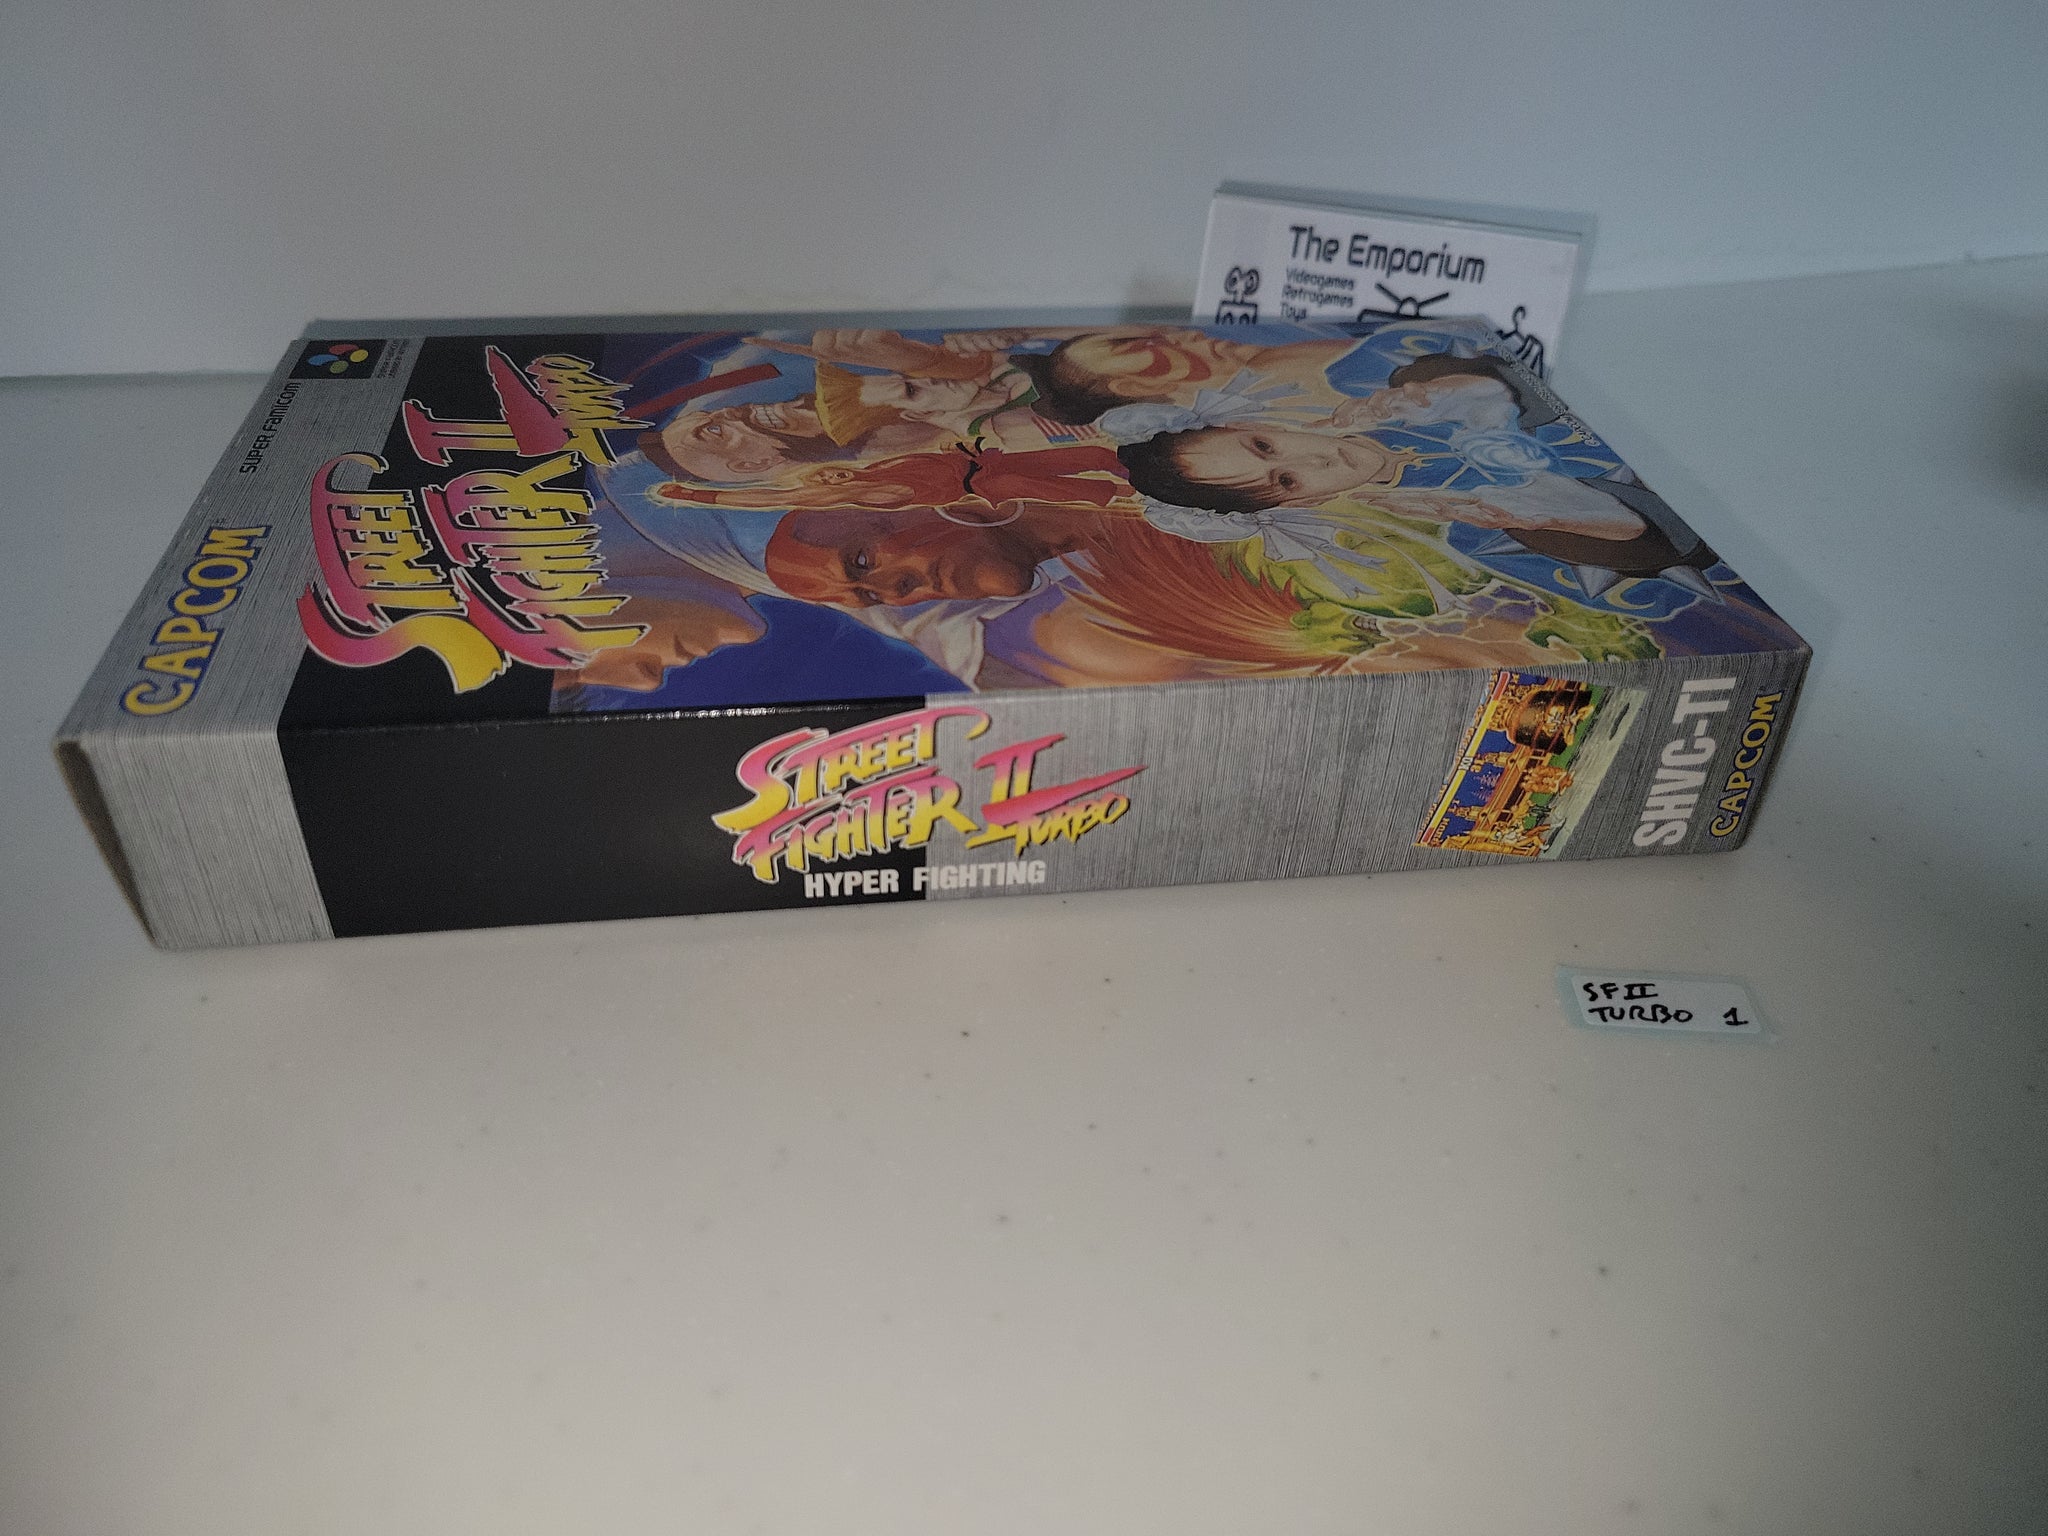 The Emporium
Videogames
Retrogames
Toys
SUPER FAMICOM
CAPCOM
STREET
FIGHTER II
TURBO
STREET
FIGHTER II
TURBO
HYPER FIGHTING
SHVC-TI
CAPCOM
SF II
TURBO 1